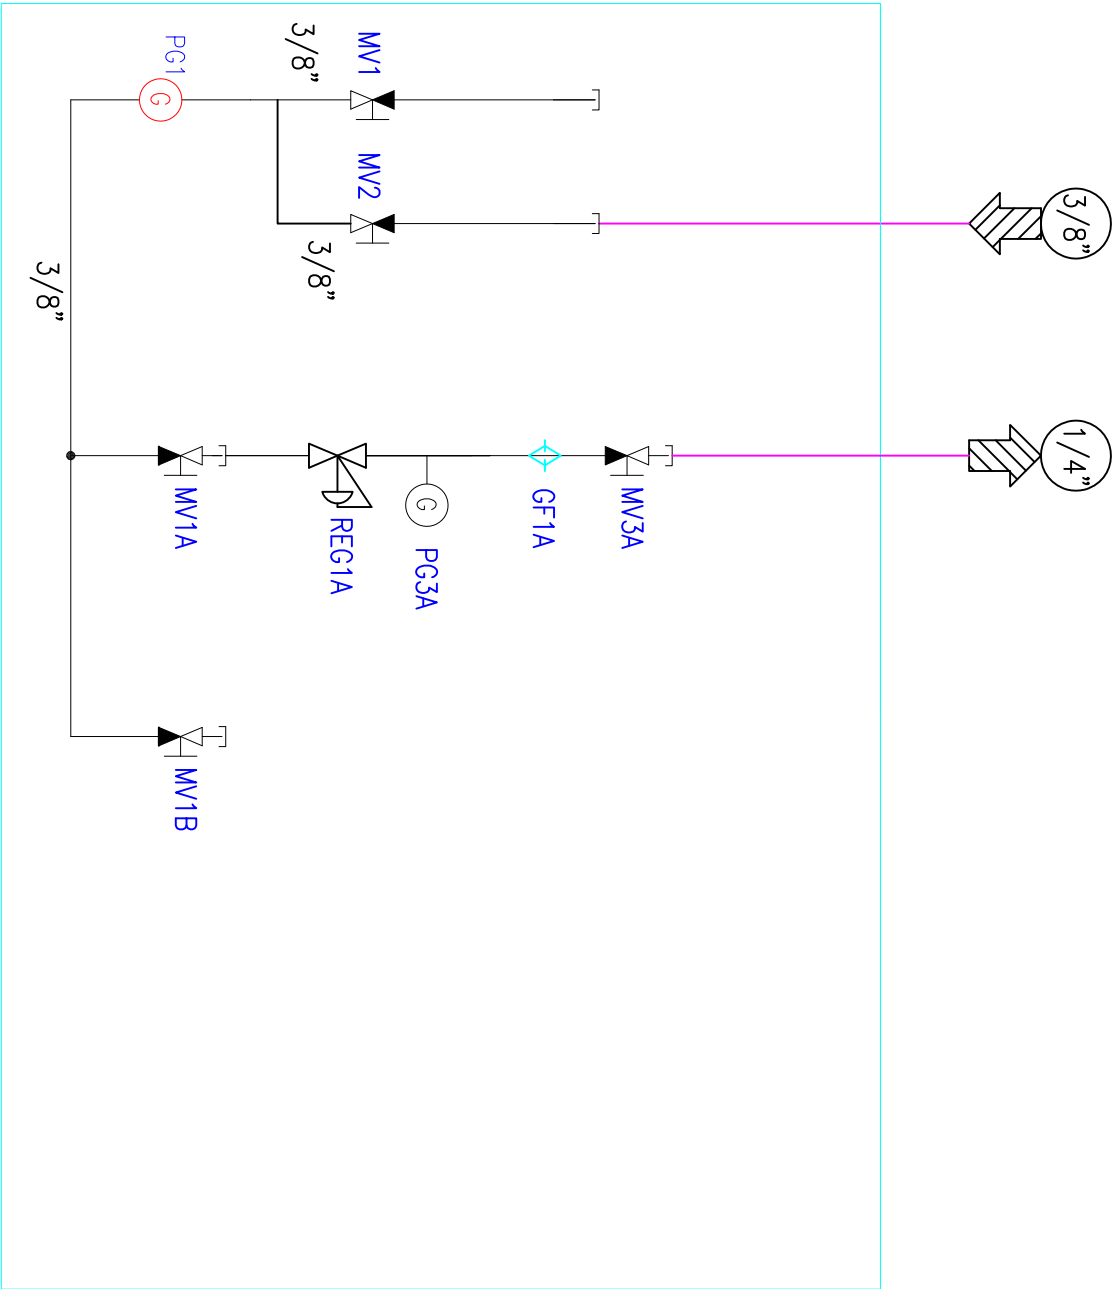 3/8"
1/4"
MV1
MV2
3/8"
3/8"
PG1
G
3/8"
MV3A
GF1A
G
PG3A
REG1A
MV1A
MV1B